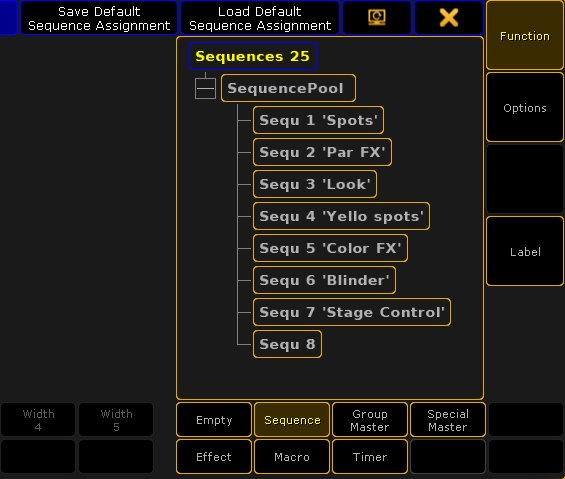 Save Default
Sequence Assignment
Load Default
Sequence Assignment
Function
Sequences 25
SequencePool
Options
Sequ 1 'Spots'
Sequ 2 'Par FX'
Sequ 3 'Look'
Sequ 4 'Yello spots'
Label
Sequ 5 'Color FX'
Sequ 6 'Blinder'
Sequ 7 'Stage Control'
Sequ 8
Width
4
Width
5
Empty
Sequence
Group
Master
Special
Master
Effect
Macro
Timer